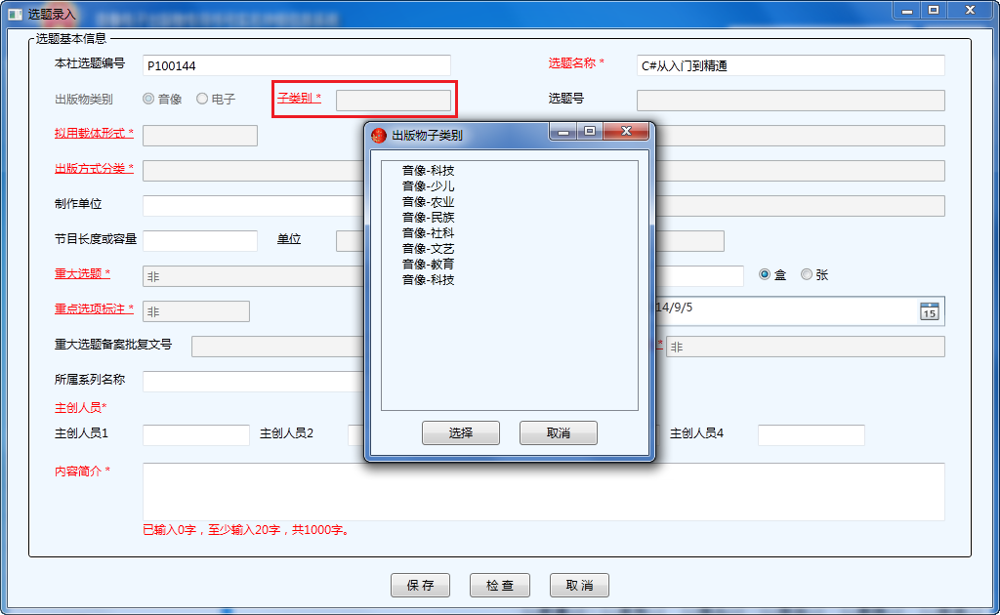 选题录入
选题基本信息
本社选题编号 P100144 选题名称 * C#从入门到精通
出版物类别 音像 电子 子类别 * 选题号
拟用载体形式 *
出版方式分类 *
制作单位
节目长度或容量 单位
重大选题 * 非 盒 张
重点选项标注 * 非 14/9/5 15
重大选题备案批复文号 * 非
所属系列名称
主创人员*
主创人员1 主创人员2 主创人员4
内容简介 *
已输入0字，至少输入20字，共1000字。
保 存 检 查 取 消
出版物子类别
音像-科技
音像-少儿
音像-农业
音像-民族
音像-社科
音像-文艺
音像-教育
音像-科技
选择 取消